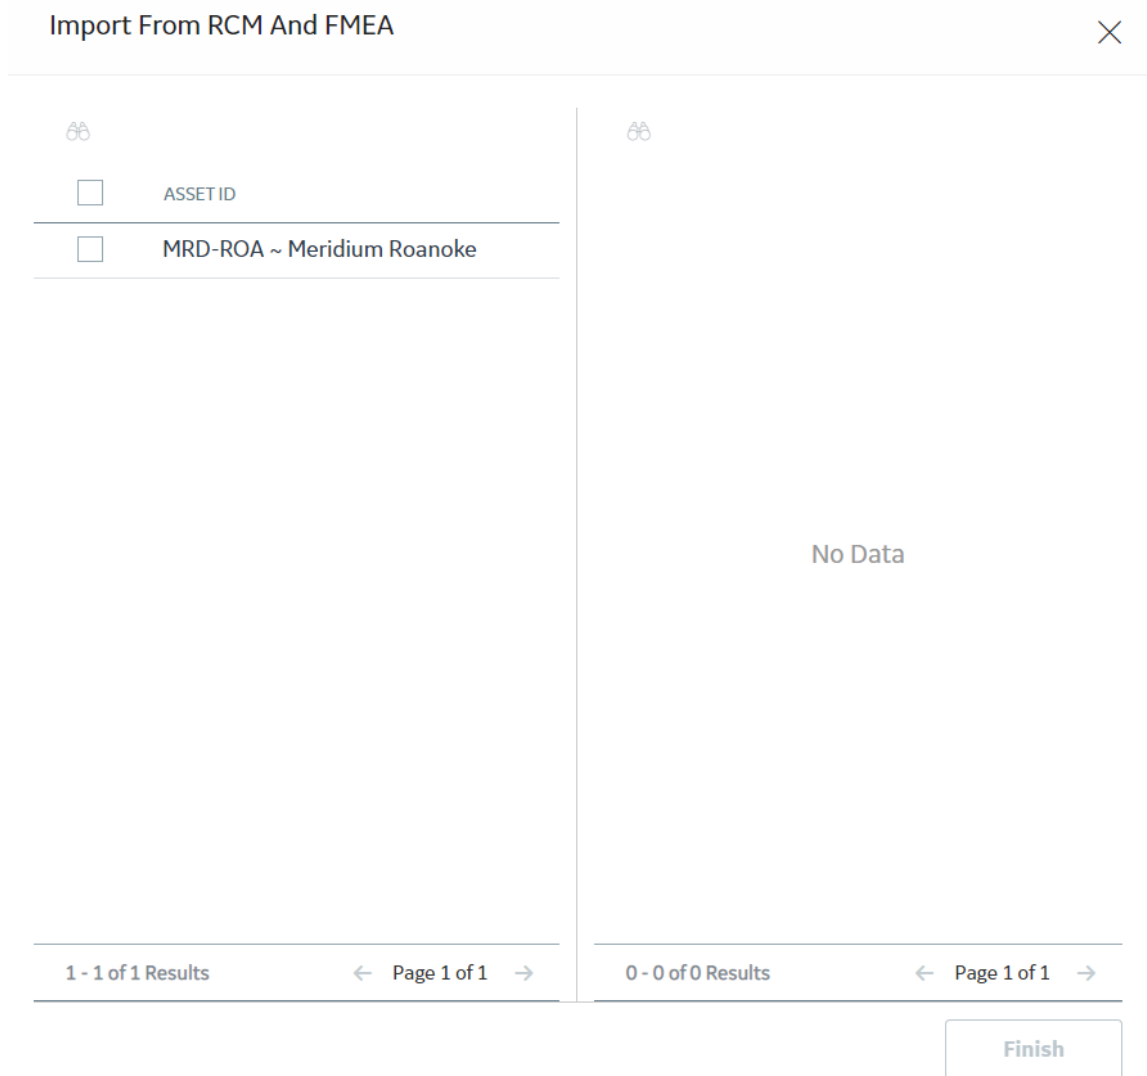 Import From RCM And FMEA
ASSET ID
MRD-ROA ~ Meridium Roanoke
No Data
1 - 1 of 1 Results
Page 1 of 1
0 - 0 of 0 Results
Page 1 of 1
Finish